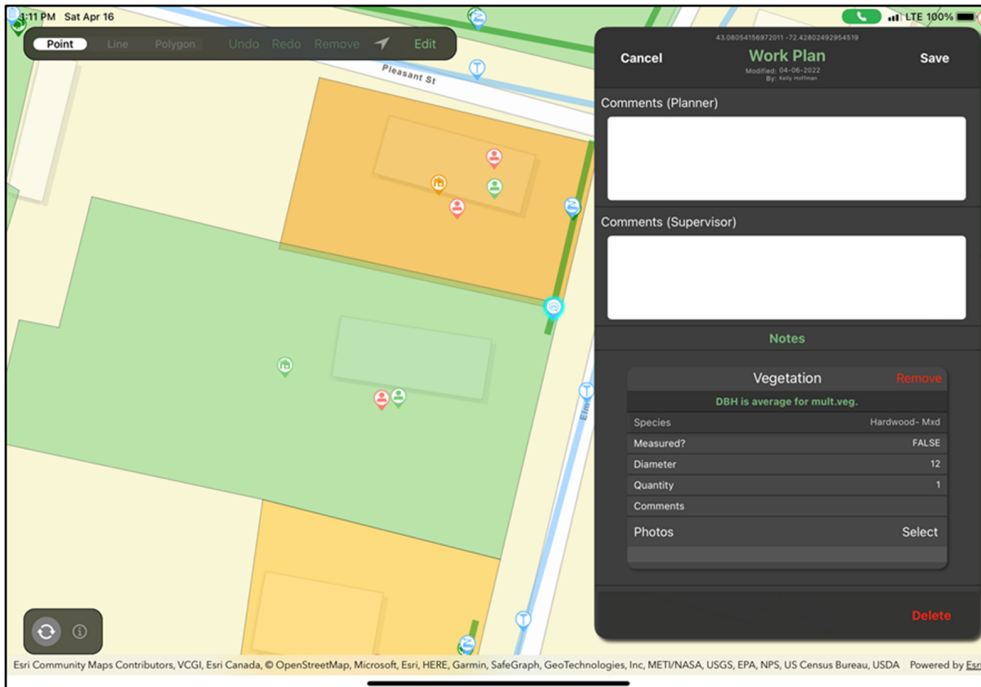 1:11 PM Sat Apr 16
LTE 100%
Point Line Polygon Undo Redo Remove Edit
Pleasant St
43.08054156972011 -72.42802492954519
Cancel Work Plan Save
Modified: 04-06-2022
By: Kelly Hoffman
Comments (Planner)
Comments (Supervisor)
Notes
Vegetation Remove
DBH is average for mult.veg.
Species Hardwood- Mxd
Measured? FALSE
Diameter 12
Quantity 1
Comments
Photos Select
Elm
Delete
Esri Community Maps Contributors, VCGI, Esri Canada, © OpenStreetMap, Microsoft, Esri, HERE, Garmin, SafeGraph, GeoTechnologies, Inc, METI/NASA, USGS, EPA, NPS, US Census Bureau, USDA Powered by Esri